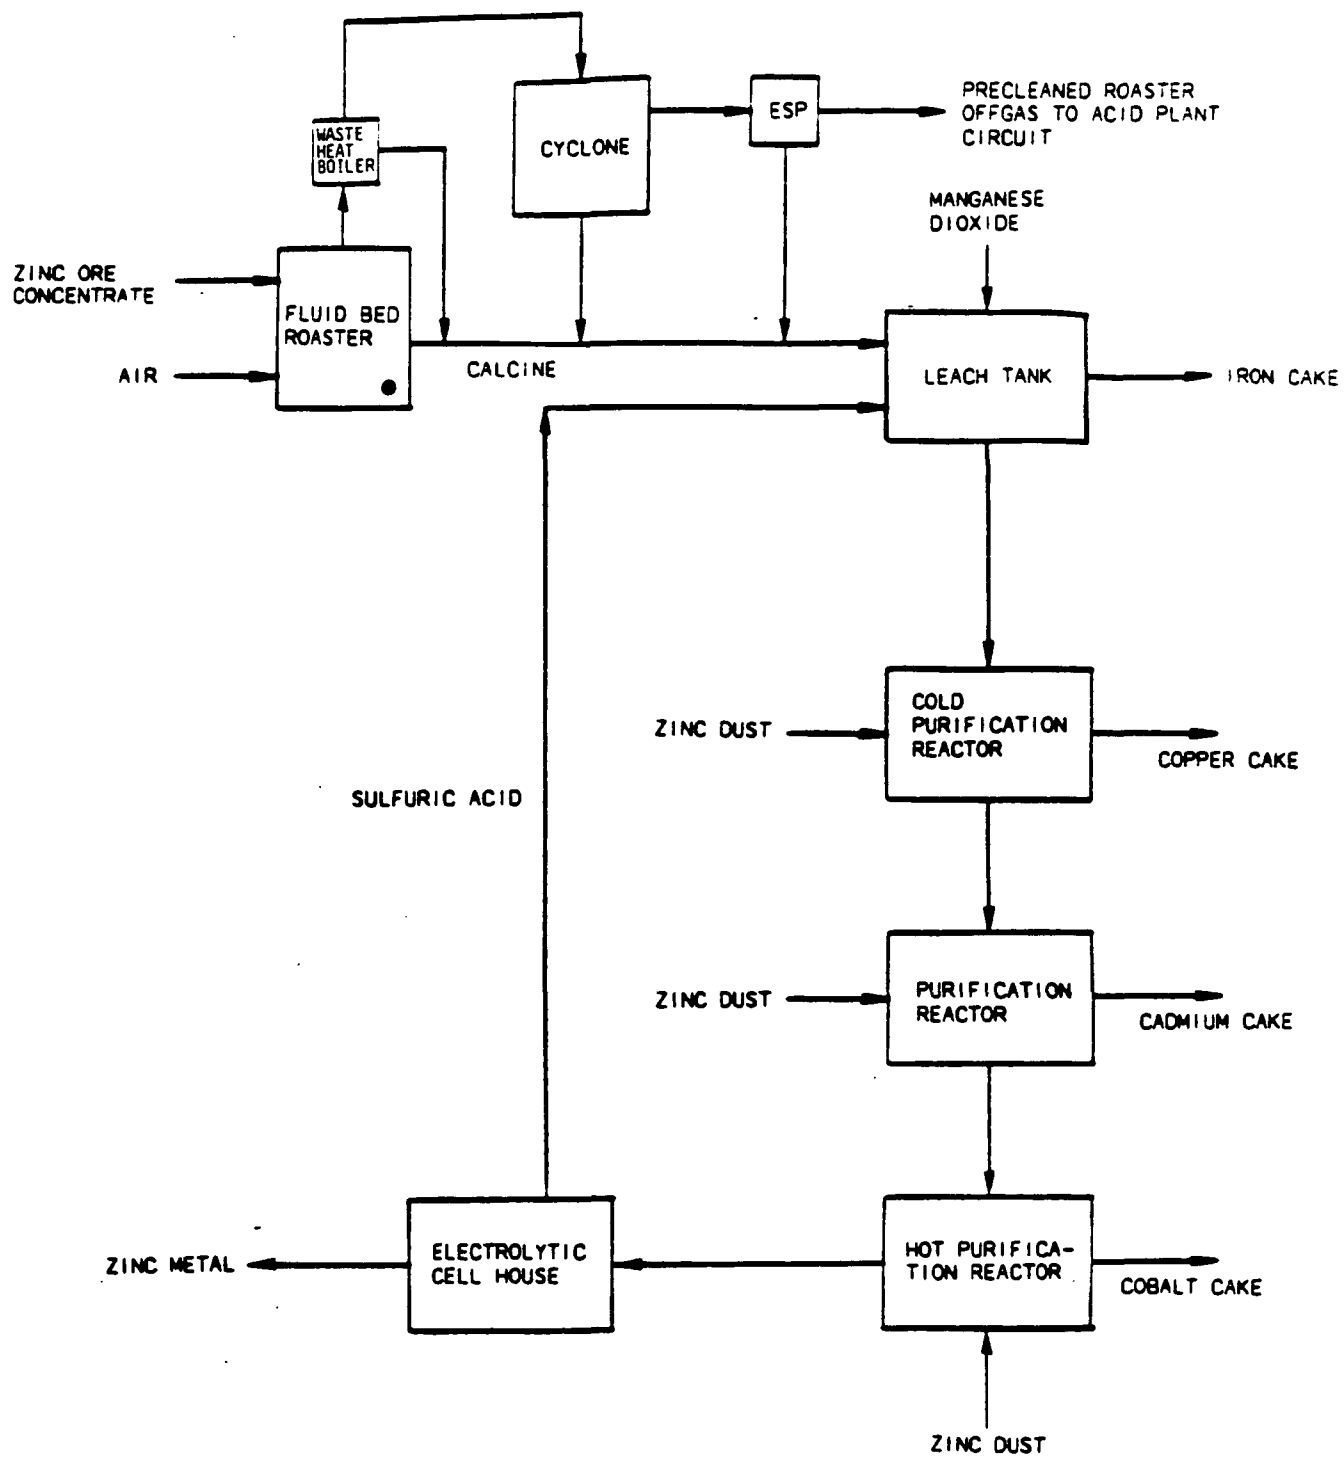 WASTE
HEAT
BOILER
CYCLONE
ESP
PRECLEANED ROASTER
OFFGAS TO ACID PLANT
CIRCUIT
MANGANESE
DIOXIDE
ZINC ORE
CONCENTRATE
FLUID BED
ROASTER
AIR
CALCINE
LEACH TANK
IRON CAKE
COLD
PURIFICATION
REACTOR
ZINC DUST
COPPER CAKE
SULFURIC ACID
ZINC DUST
PURIFICATION
REACTOR
CADMIUM CAKE
ZINC METAL
ELECTROLYTIC
CELL HOUSE
HOT PURIFICA-
TION REACTOR
COBALT CAKE
ZINC DUST